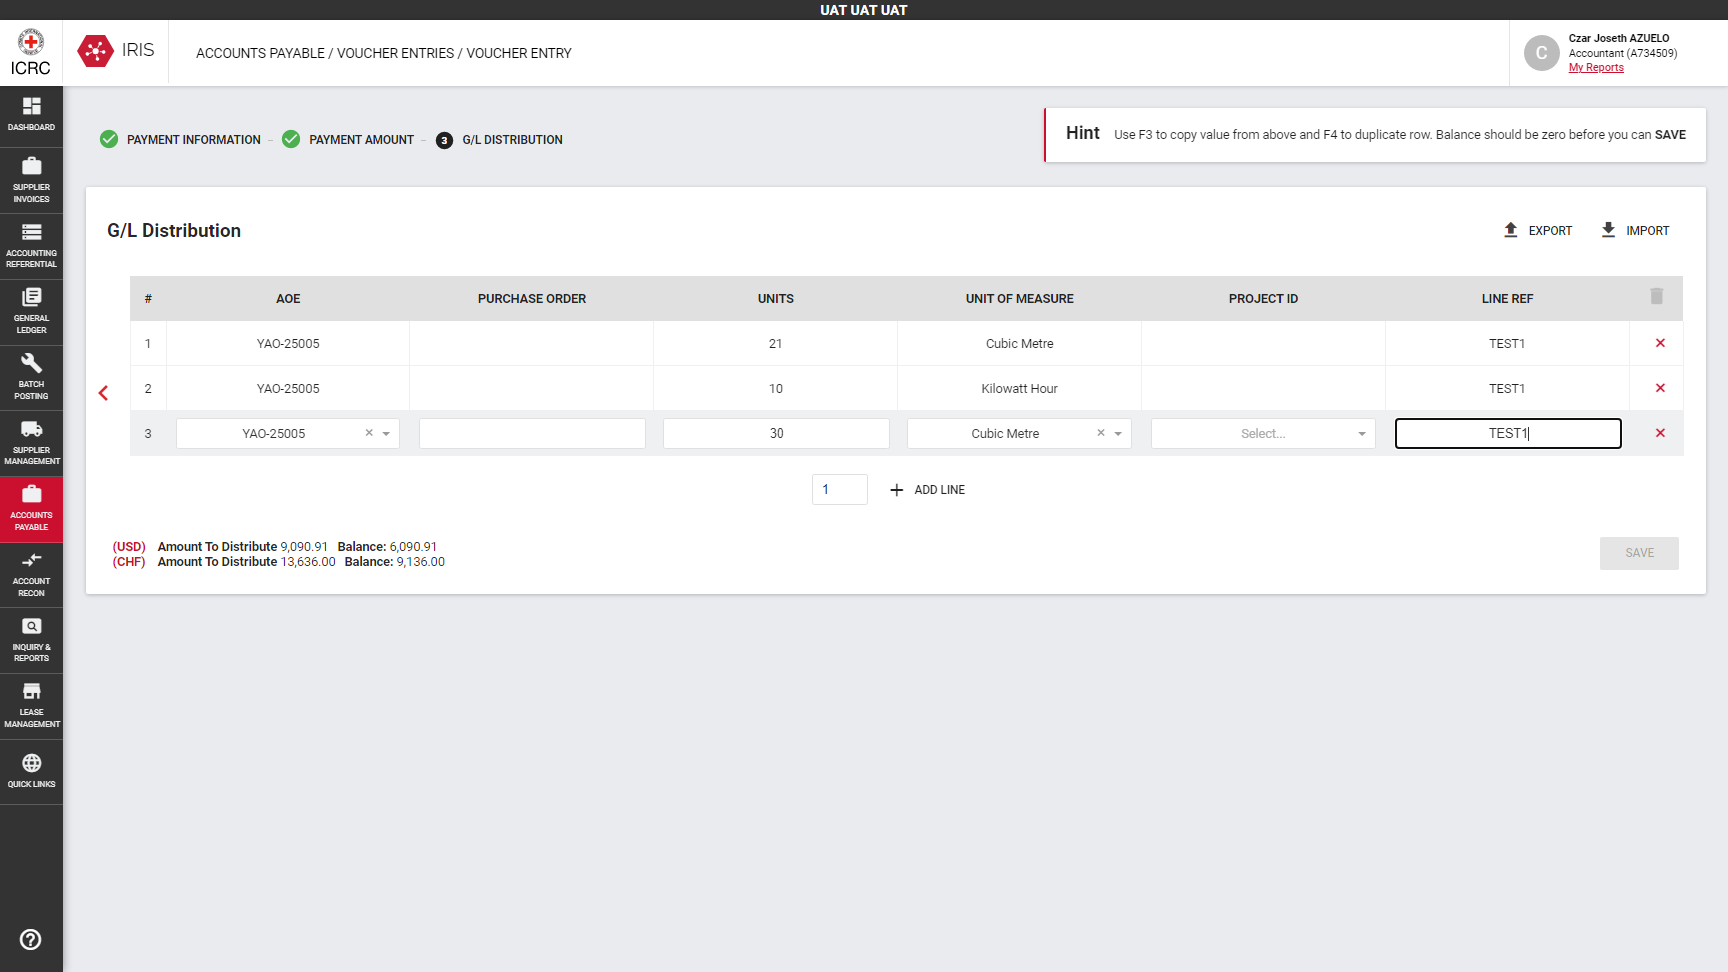 UAT UAT UAT
ICRC
IRIS
ACCOUNTS PAYABLE / VOUCHER ENTRIES / VOUCHER ENTRY
C
Czar Joseth AZUELO
Accountant (A734509)
My Reports
DASHBOARD
SUPPLIER
INVOICES
ACCOUNTING
REFERENTIAL
GENERAL
LEDGER
BATCH
POSTING
SUPPLIER
MANAGEMENT
ACCOUNTS
PAYABLE
ACCOUNT
RECON
INQUIRY &
REPORTS
LEASE
MANAGEMENT
QUICK LINKS
PAYMENT INFORMATION – PAYMENT AMOUNT – 3 G/L DISTRIBUTION
Hint Use F3 to copy value from above and F4 to duplicate row. Balance should be zero before you can SAVE
G/L Distribution
EXPORT IMPORT
# AOE PURCHASE ORDER UNITS UNIT OF MEASURE PROJECT ID LINE REF
1 YAO-25005 21 Cubic Metre TEST1
2 YAO-25005 10 Kilowatt Hour TEST1
3 YAO-25005 30 Cubic Metre Select... TEST1
1 ADD LINE
(USD) Amount To Distribute 9,090.91 Balance: 6,090.91
(CHF) Amount To Distribute 13,636.00 Balance: 9,136.00
SAVE